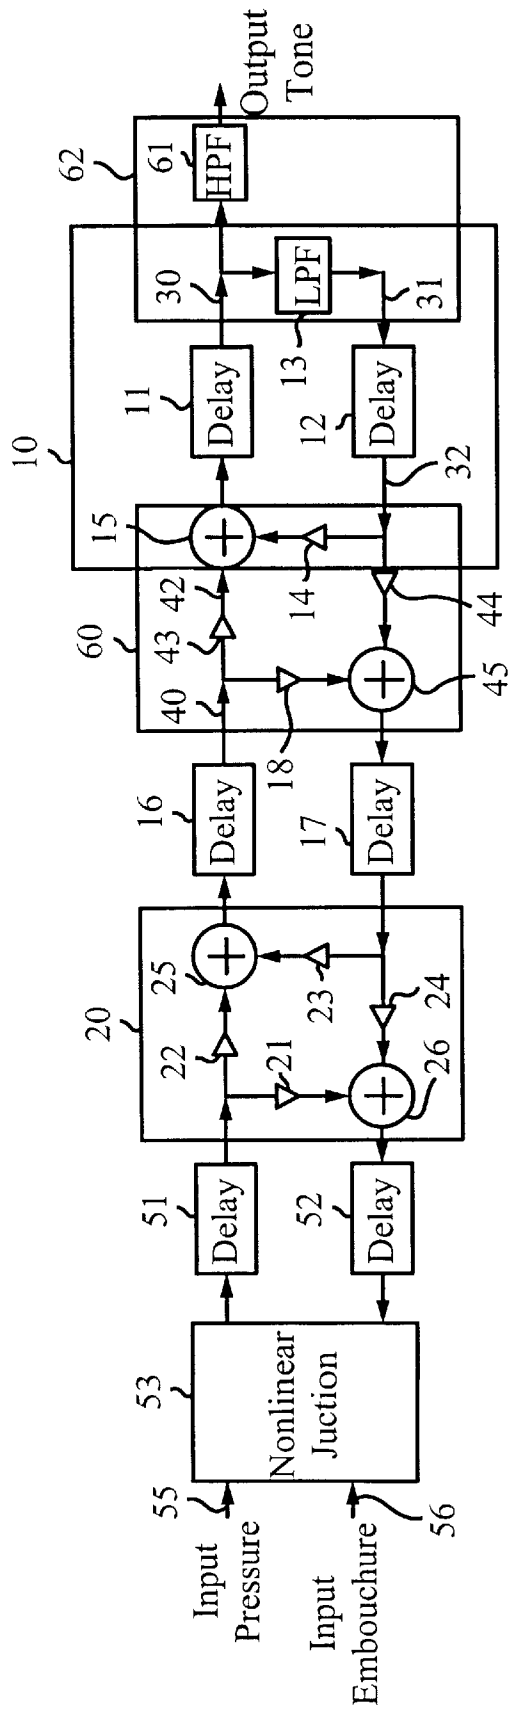 Input
Pressure
55
Input
Embouchure
56
53
Nonlinear
Juction
51
Delay
52
Delay
20
22
21
25
23
24
26
16
Delay
17
Delay
60
40
42
43
18
44
45
10
15
14
11
Delay
12
Delay
32
30
13
LPF
31
62
61
HPF
Output
Tone